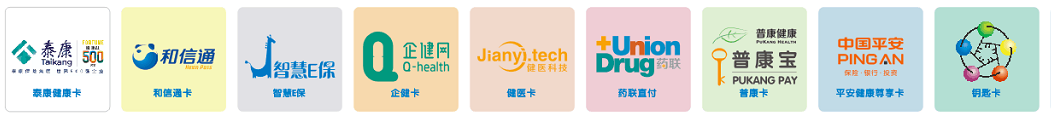 泰康
Taikang
500
泰康健康卡
和信通
和信通卡
智慧E保
智慧E保
企健网
Q-health
企健卡
Jianyi.tech
健医科技
健医卡
+Union
Drug药联
药联直付
普康健康
PUKANG HEALTH
普康宝
PUKANG PAY
普康卡
中国平安
PING AN
保险·银行·投资
平安健康尊享卡
钥匙卡